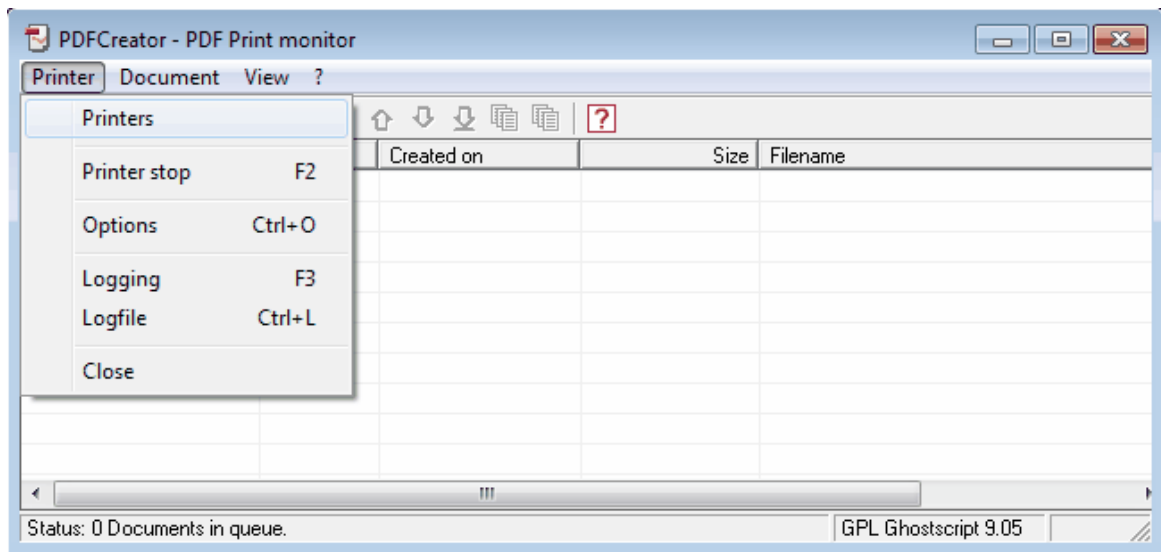 PDFCreator - PDF Print monitor
Printer Document View ?
Printers
Created on Size Filename
Printer stop F2
Options Ctrl+O
Logging F3
Logfile Ctrl+L
Close
Status: 0 Documents in queue. GPL Ghostscript 9.05